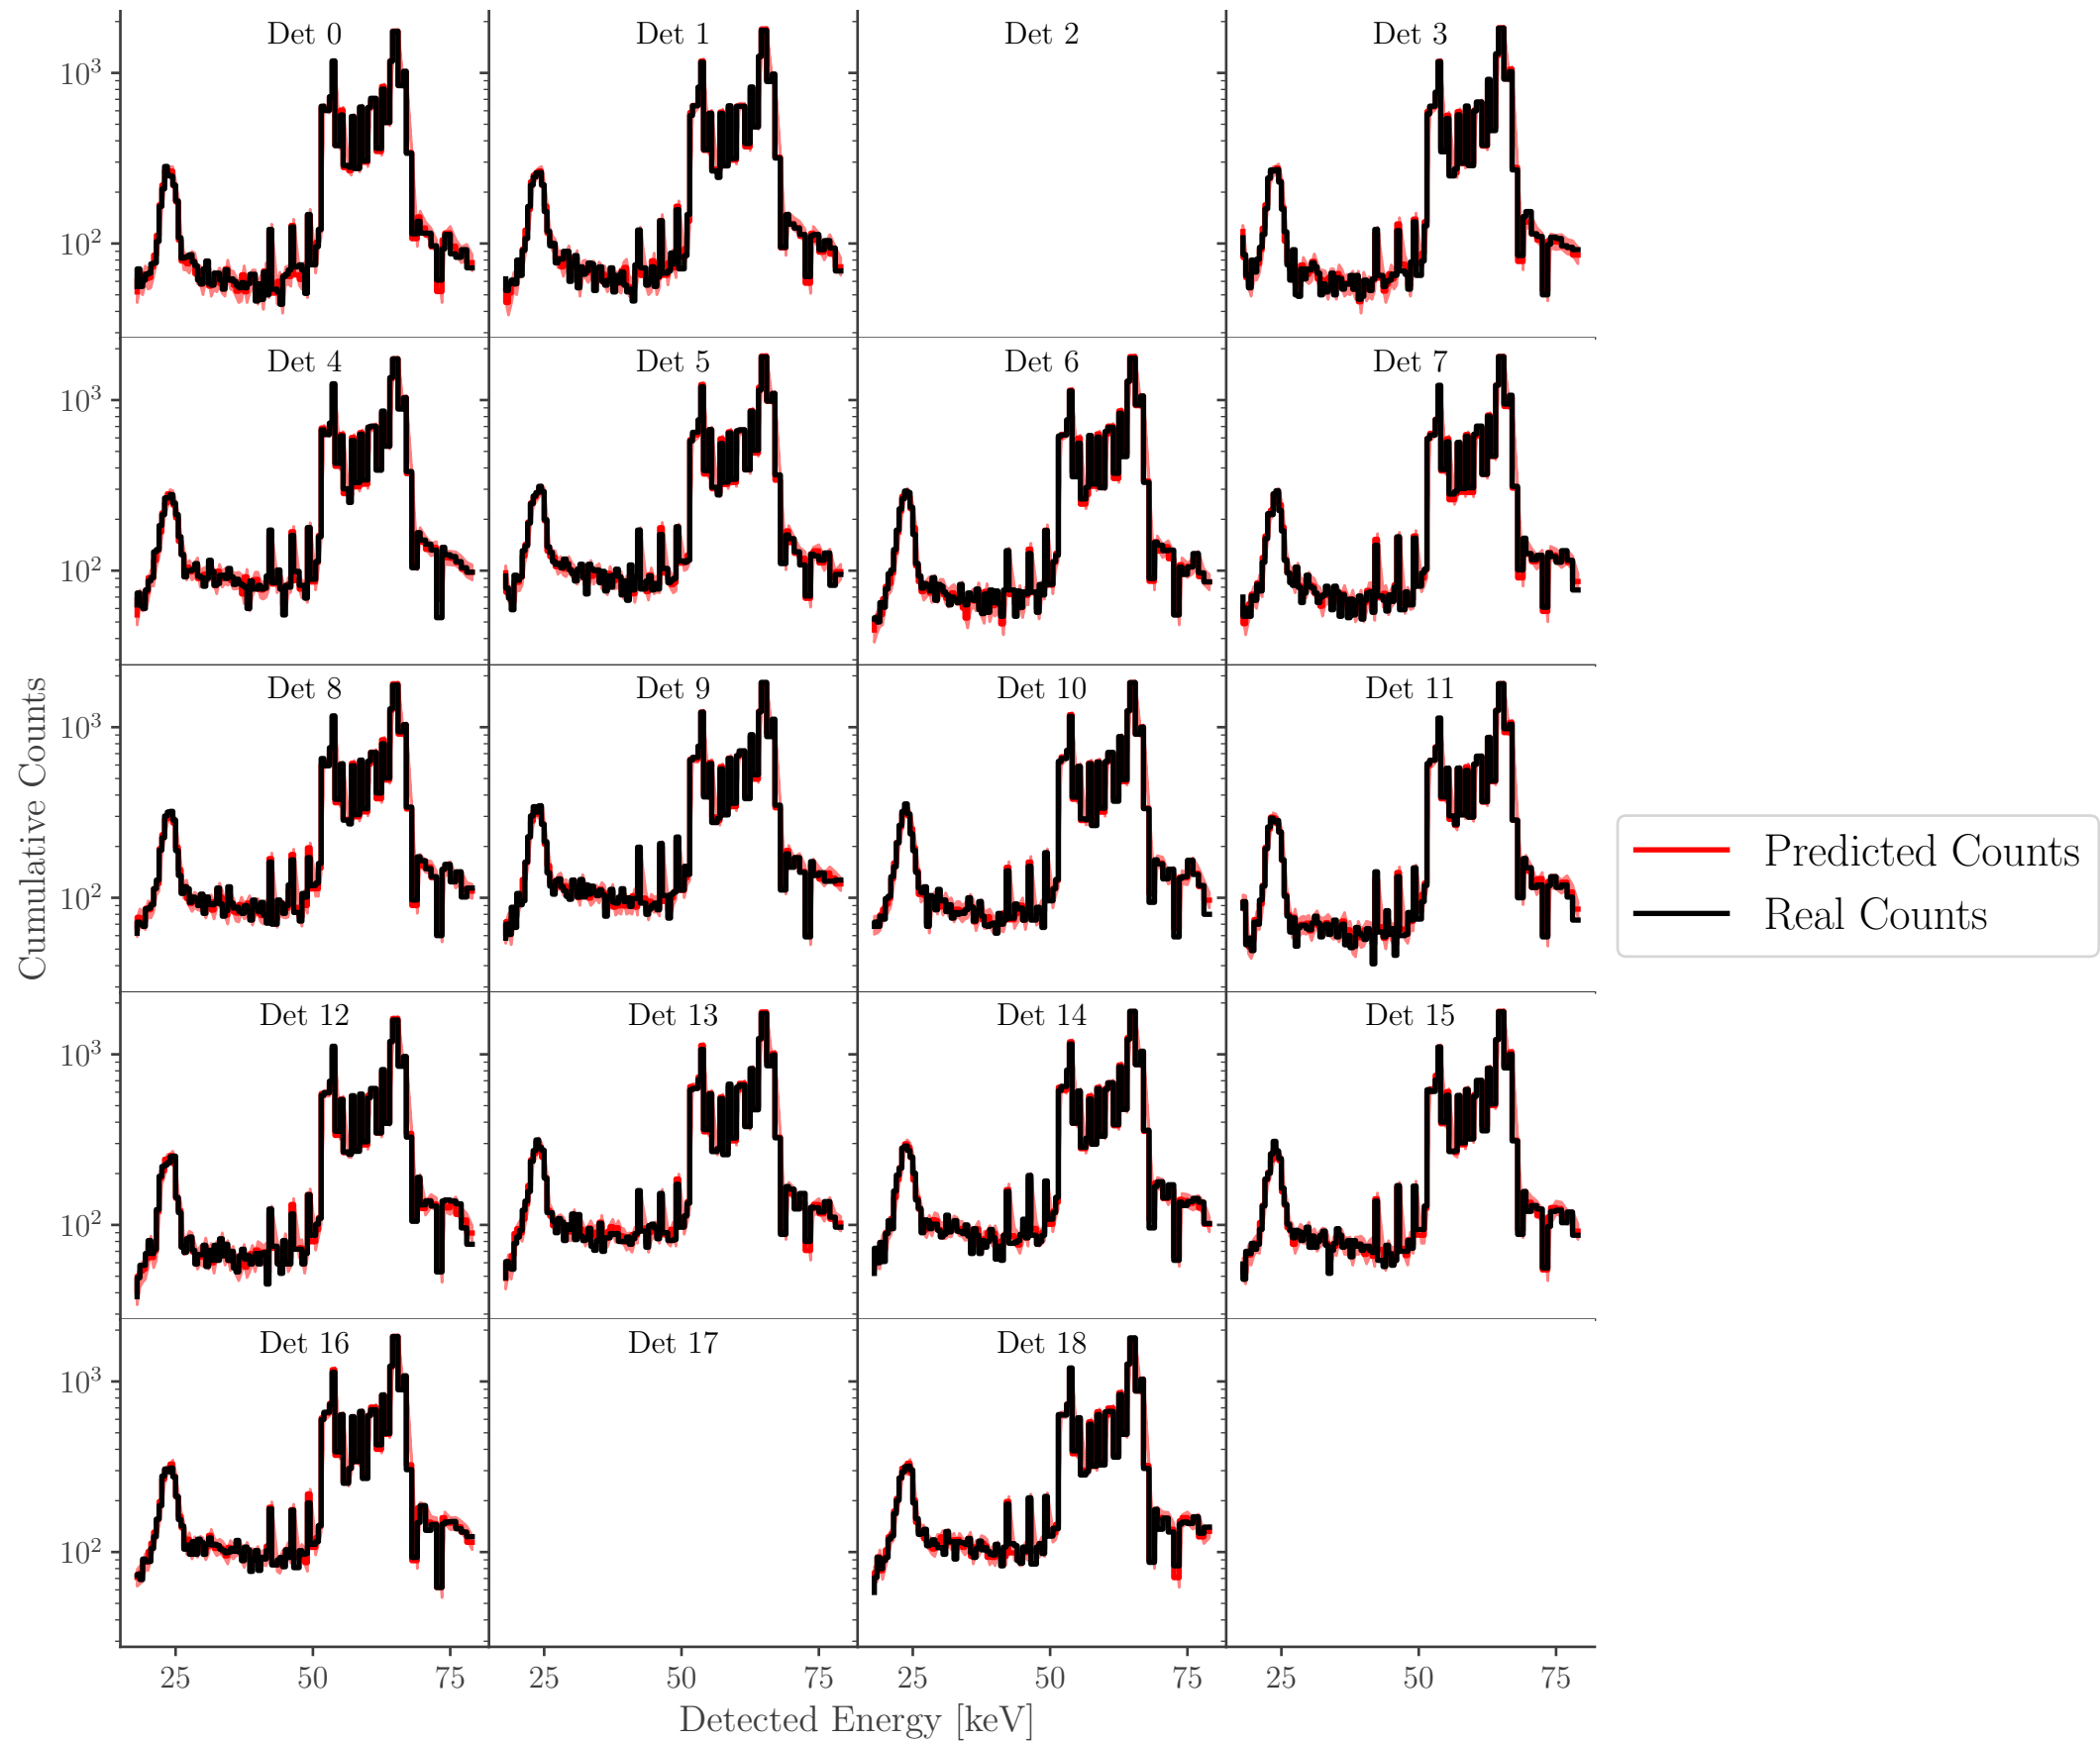 Det 0
Det 1
Det 2
Det 3
10³
10²
Det 4
Det 5
Det 6
Det 7
10³
10²
Det 8
Det 9
Det 10
Det 11
10³
10²
Det 12
Det 13
Det 14
Det 15
10³
10²
Det 16
Det 17
Det 18
10³
10²
25 50 75 25 50 75 25 50 75 25 50 75
Detected Energy [keV]
Cumulative Counts
Predicted Counts
Real Counts